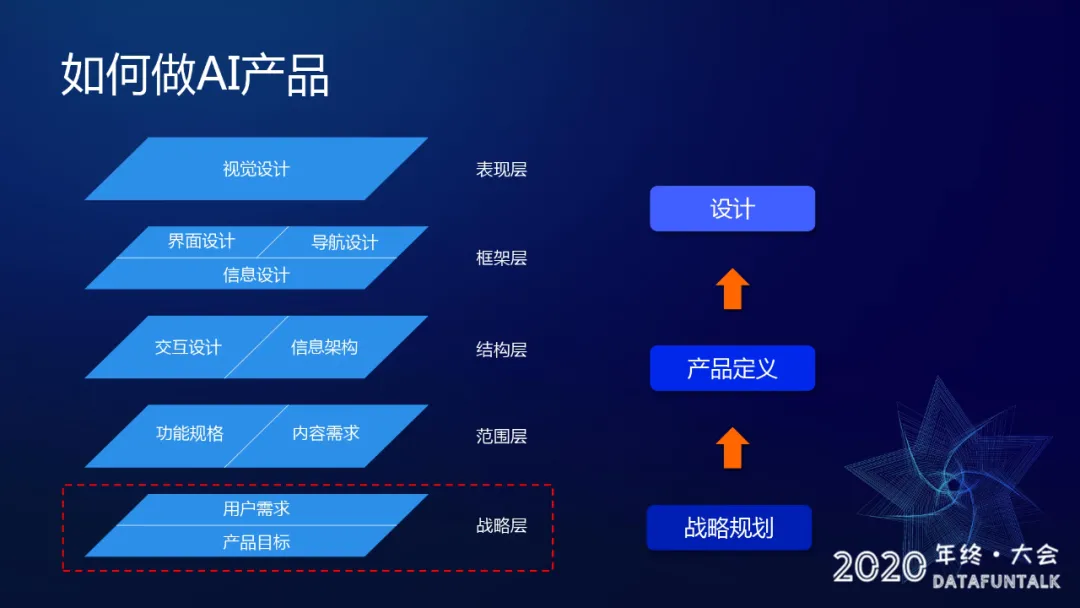 如何做AI产品
视觉设计
表现层
界面设计 导航设计
信息设计
框架层
交互设计 信息架构
结构层
功能规格 内容需求
范围层
用户需求
产品目标
战略层
设计
产品定义
战略规划
2020 年终·大会
DATAFUNTALK